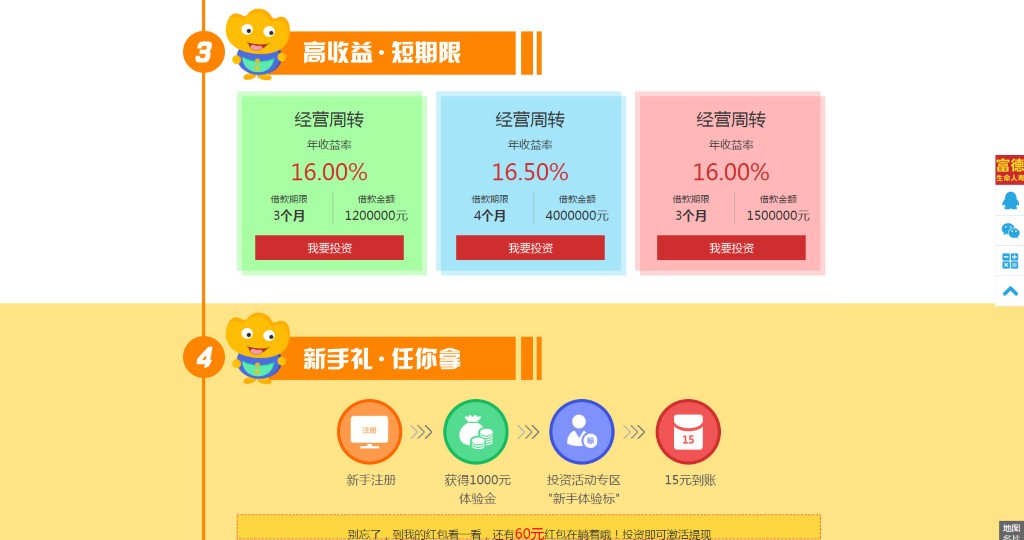 3
高收益·短期限
经营周转
年收益率
16.00%
借款期限 借款金额
3个月 1200000元
我要投资
经营周转
年收益率
16.50%
借款期限 借款金额
4个月 4000000元
我要投资
经营周转
年收益率
16.00%
借款期限 借款金额
3个月 1500000元
我要投资
富德
生命人寿
4
新手礼·任你拿
注册
标
15
新手注册
获得1000元
体验金
投资活动专区
"新手体验标"
15元到账
别忘了，到我的红包看一看，还有60元红包在躺着哦！投资即可激活提现
地图
名片